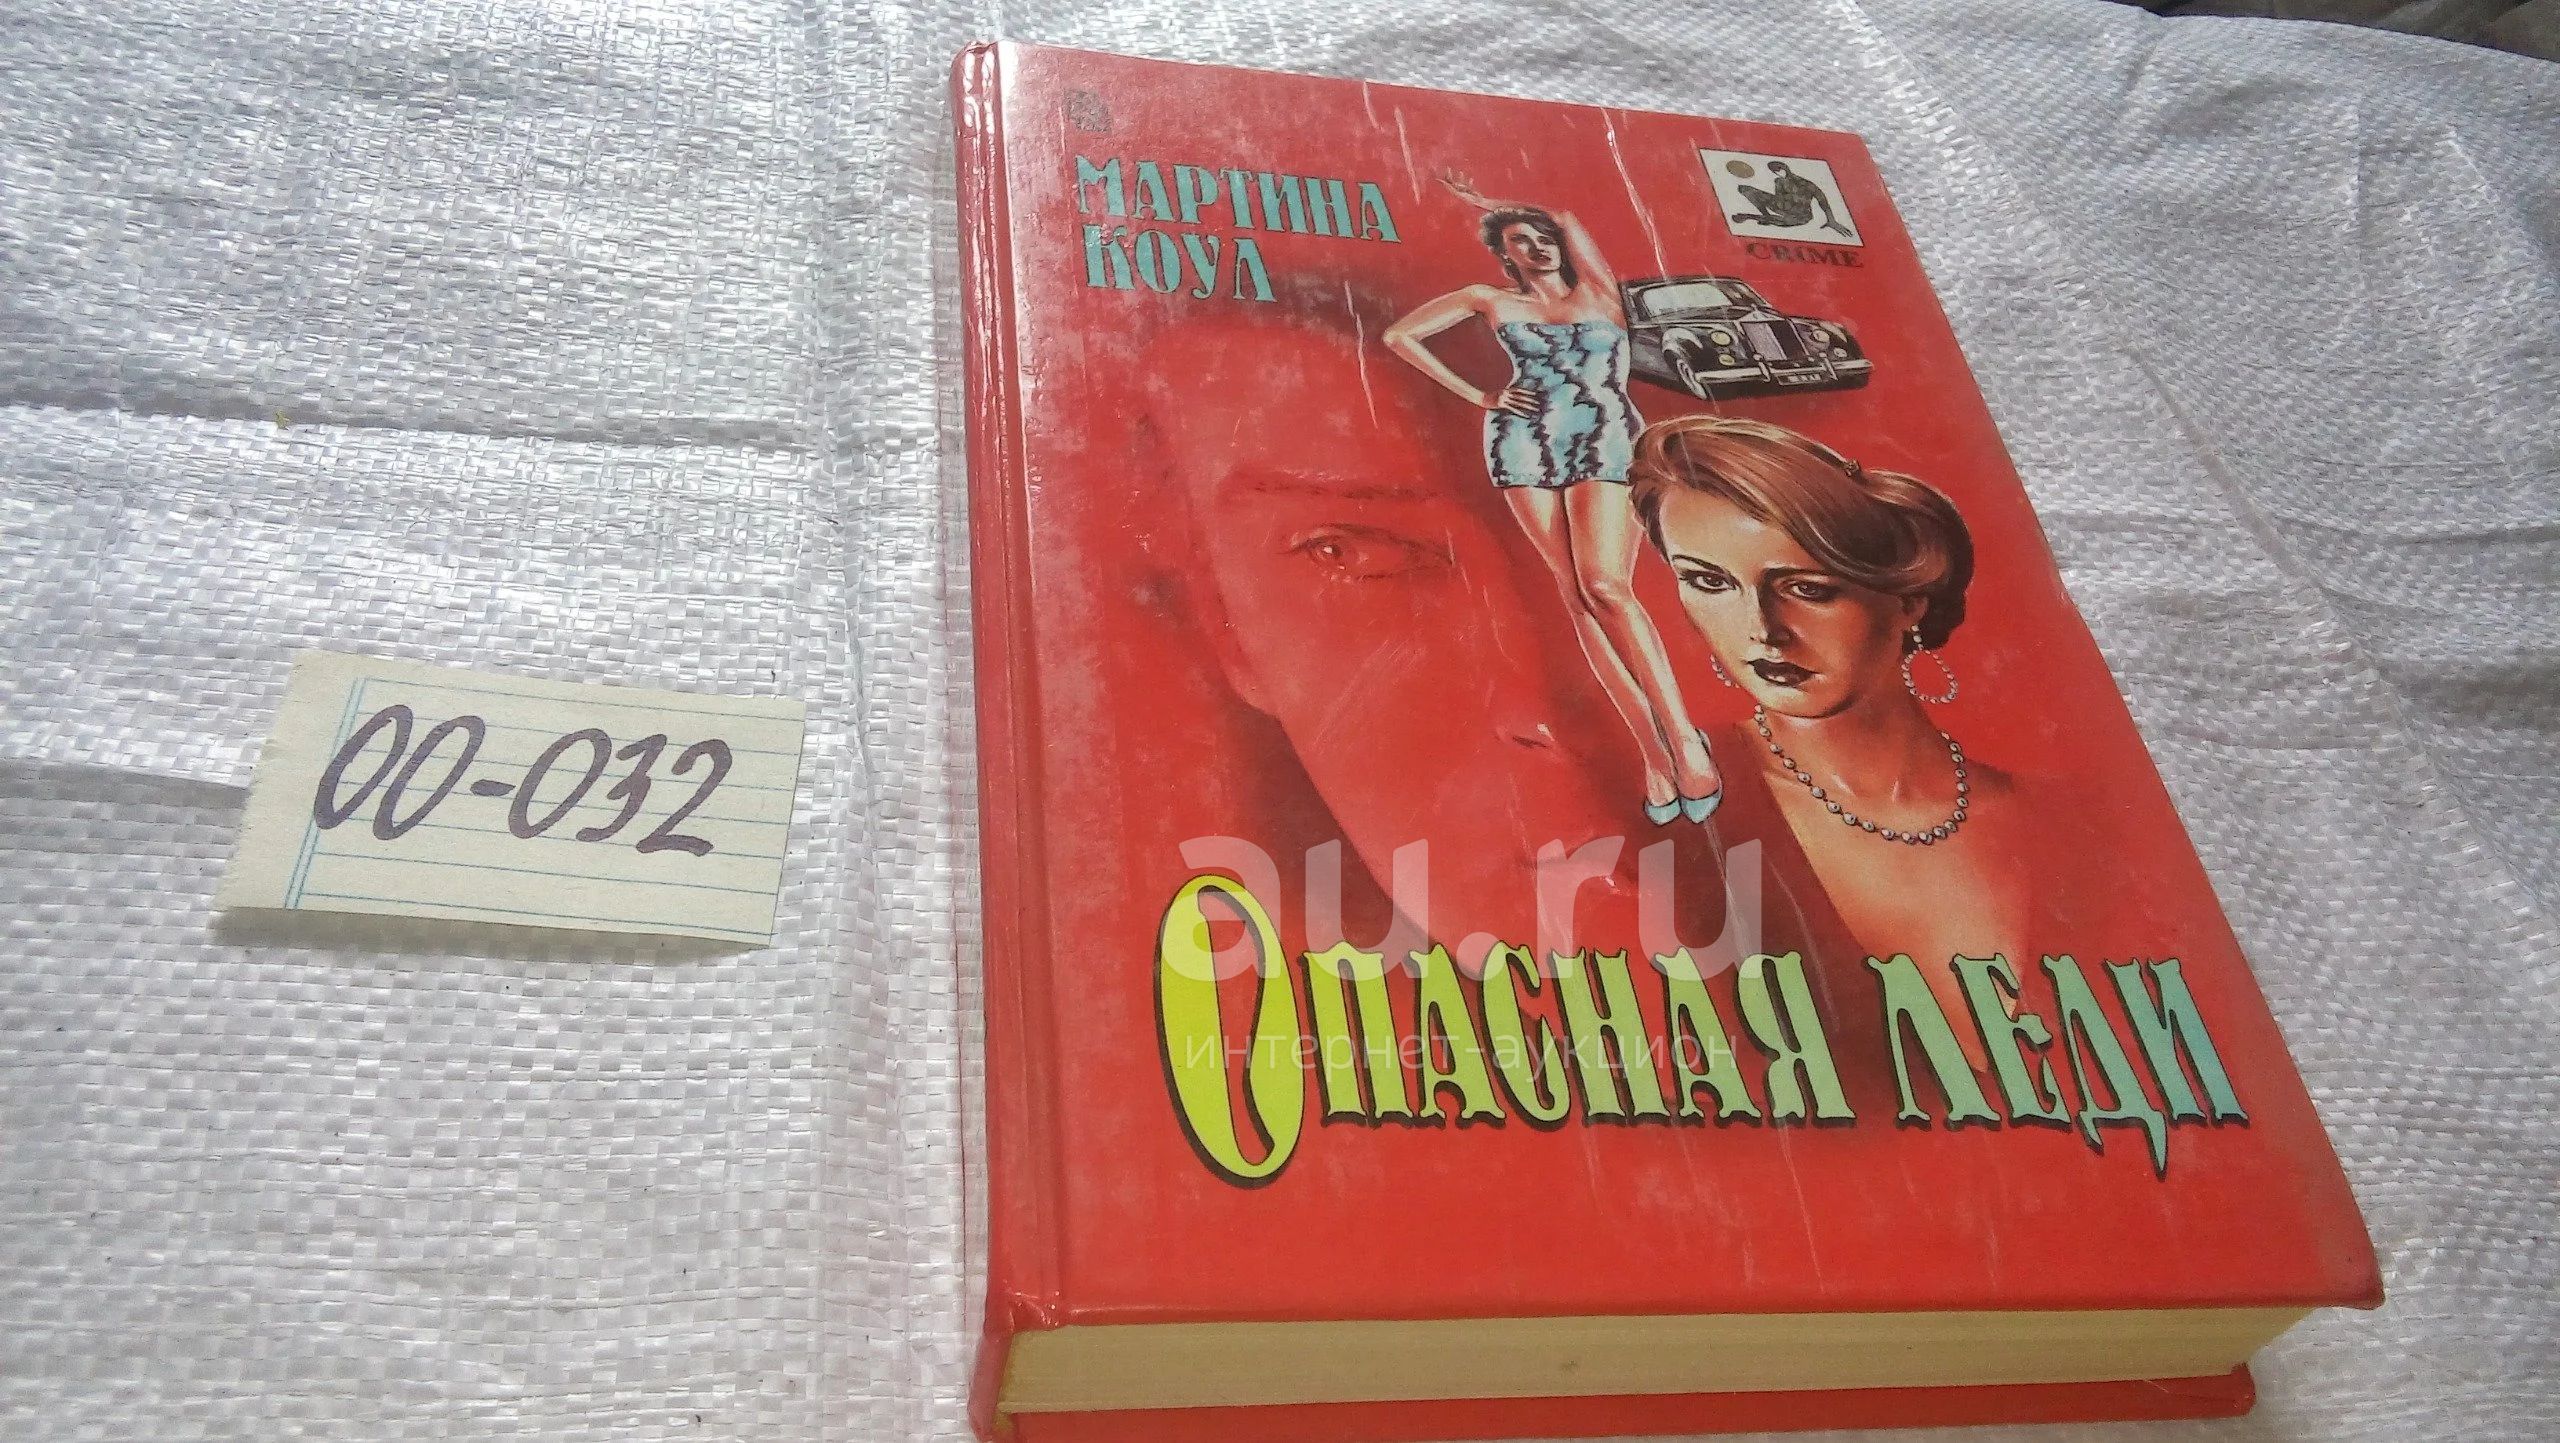 МАРТИНА
КОУЛ
CRIME
00-032
au.ru
интернет-аукцион
ОПАСНАЯ ЛЕДИ